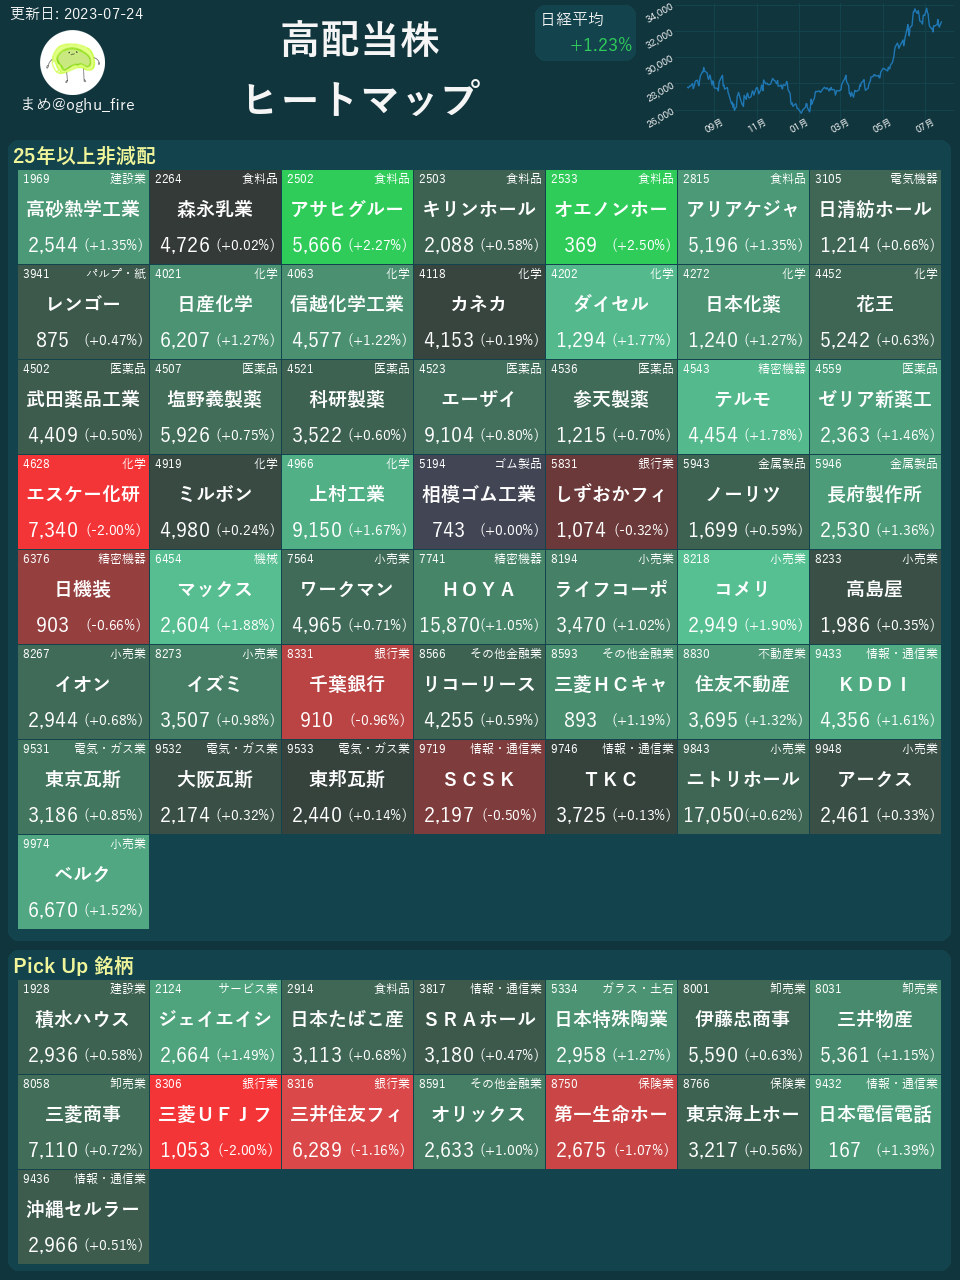 更新日: 2023-07-24
まめ@oghu_fire
高配当株
ヒートマップ
日経平均
+1.23%
34,000
32,000
30,000
28,000
26,000
09月 11月 01月 03月 05月 07月
25年以上非減配
1969 建設業 2264 食料品 2502 食料品 2503 食料品 2533 食料品 2815 食料品 3105 電気機器
高砂熱学工業 森永乳業 アサヒグルー キリンホール オエノンホー アリアケジャ 日清紡ホール
2,544 (+1.35%) 4,726 (+0.02%) 5,666 (+2.27%) 2,088 (+0.58%) 369 (+2.50%) 5,196 (+1.35%) 1,214 (+0.66%)
3941 パルプ・紙 4021 化学 4063 化学 4118 化学 4202 化学 4272 化学 4452 化学
レンゴー 日産化学 信越化学工業 カネカ ダイセル 日本化薬 花王
875 (+0.47%) 6,207 (+1.27%) 4,577 (+1.22%) 4,153 (+0.19%) 1,294 (+1.77%) 1,240 (+1.27%) 5,242 (+0.63%)
4502 医薬品 4507 医薬品 4521 医薬品 4523 医薬品 4536 医薬品 4543 精密機器 4559 医薬品
武田薬品工業 塩野義製薬 科研製薬 エーザイ 参天製薬 テルモ ゼリア新薬工
4,409 (+0.50%) 5,926 (+0.75%) 3,522 (+0.60%) 9,104 (+0.80%) 1,215 (+0.70%) 4,454 (+1.78%) 2,363 (+1.46%)
4628 化学 4919 化学 4966 化学 5194 ゴム製品 5831 銀行業 5943 金属製品 5946 金属製品
エスケー化研 ミルボン 上村工業 相模ゴム工業 しずおかフィ ノーリツ 長府製作所
7,340 (-2.00%) 4,980 (+0.24%) 9,150 (+1.67%) 743 (+0.00%) 1,074 (-0.32%) 1,699 (+0.59%) 2,530 (+1.36%)
6376 精密機器 6454 機械 7564 小売業 7741 精密機器 8194 小売業 8218 小売業 8233 小売業
日機装 マックス ワークマン ＨＯＹＡ ライフコーポ コメリ 高島屋
903 (-0.66%) 2,604 (+1.88%) 4,965 (+0.71%) 15,870(+1.05%) 3,470 (+1.02%) 2,949 (+1.90%) 1,986 (+0.35%)
8267 小売業 8273 小売業 8331 銀行業 8566 その他金融業 8593 その他金融業 8830 不動産業 9433 情報・通信業
イオン イズミ 千葉銀行 リコーリース 三菱ＨＣキャ 住友不動産 ＫＤＤＩ
2,944 (+0.68%) 3,507 (+0.98%) 910 (-0.96%) 4,255 (+0.59%) 893 (+1.19%) 3,695 (+1.32%) 4,356 (+1.61%)
9531 電気・ガス業 9532 電気・ガス業 9533 電気・ガス業 9719 情報・通信業 9746 情報・通信業 9843 小売業 9948 小売業
東京瓦斯 大阪瓦斯 東邦瓦斯 ＳＣＳＫ ＴＫＣ ニトリホール アークス
3,186 (+0.85%) 2,174 (+0.32%) 2,440 (+0.14%) 2,197 (-0.50%) 3,725 (+0.13%) 17,050(+0.62%) 2,461 (+0.33%)
9974 小売業
ベルク
6,670 (+1.52%)
Pick Up 銘柄
1928 建設業 2124 サービス業 2914 食料品 3817 情報・通信業 5334 ガラス・土石 8001 卸売業 8031 卸売業
積水ハウス ジェイエイシ 日本たばこ産 ＳＲＡホール 日本特殊陶業 伊藤忠商事 三井物産
2,936 (+0.58%) 2,664 (+1.49%) 3,113 (+0.68%) 3,180 (+0.47%) 2,958 (+1.27%) 5,590 (+0.63%) 5,361 (+1.15%)
8058 卸売業 8306 銀行業 8316 銀行業 8591 その他金融業 8750 保険業 8766 保険業 9432 情報・通信業
三菱商事 三菱ＵＦＪフ 三井住友フィ オリックス 第一生命ホー 東京海上ホー 日本電信電話
7,110 (+0.72%) 1,053 (-2.00%) 6,289 (-1.16%) 2,633 (+1.00%) 2,675 (-1.07%) 3,217 (+0.56%) 167 (+1.39%)
9436 情報・通信業
沖縄セルラー
2,966 (+0.51%)